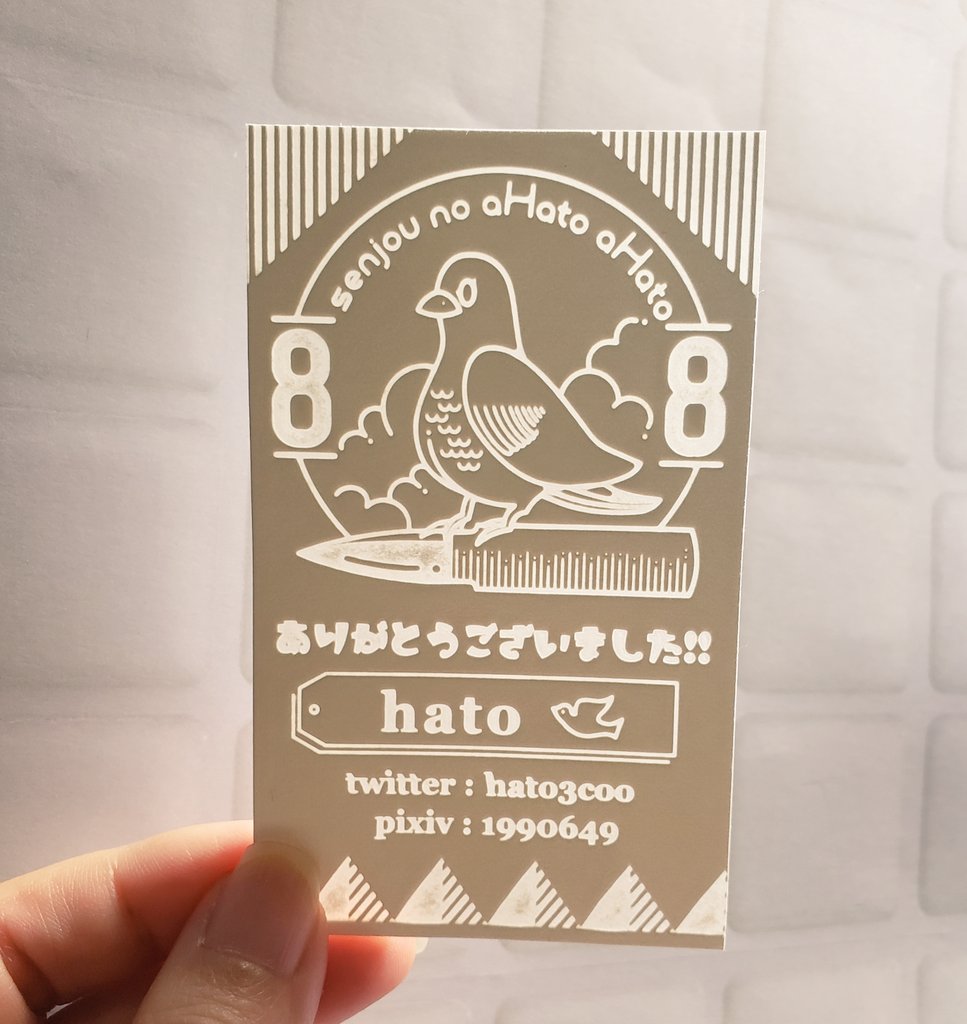 senjou no aHato aHato
8 8
ありがとうございました!!
hato
twitter : hato3coo
pixiv : 1990649